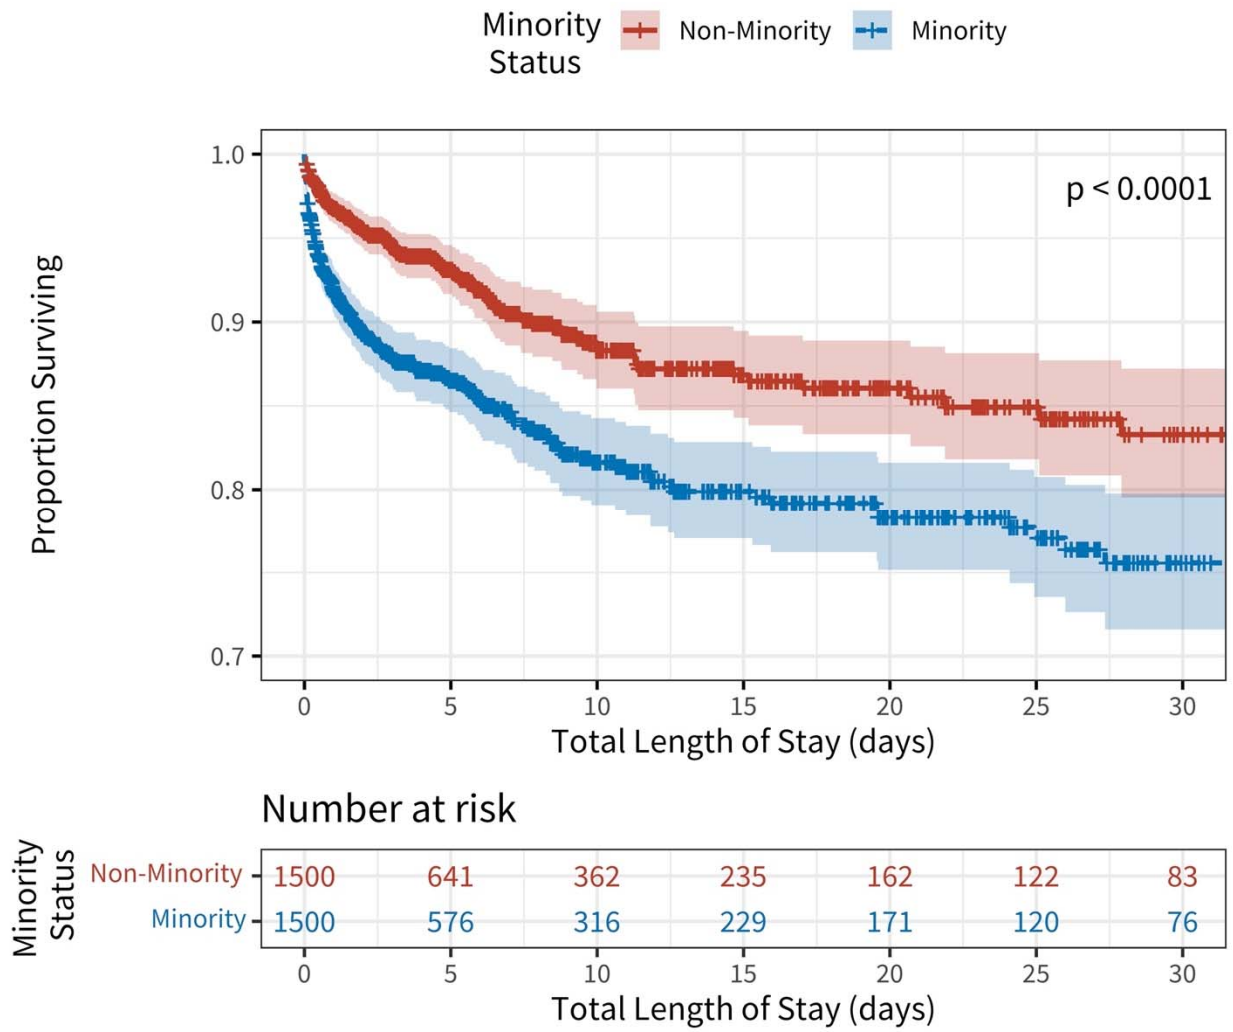 Minority Status
Non-Minority
Minority
p < 0.0001
Proportion Surviving
1.0
0.9
0.8
0.7
0 5 10 15 20 25 30
Total Length of Stay (days)
Number at risk
Minority Status
Non-Minority 1500 641 362 235 162 122 83
Minority 1500 576 316 229 171 120 76
0 5 10 15 20 25 30
Total Length of Stay (days)